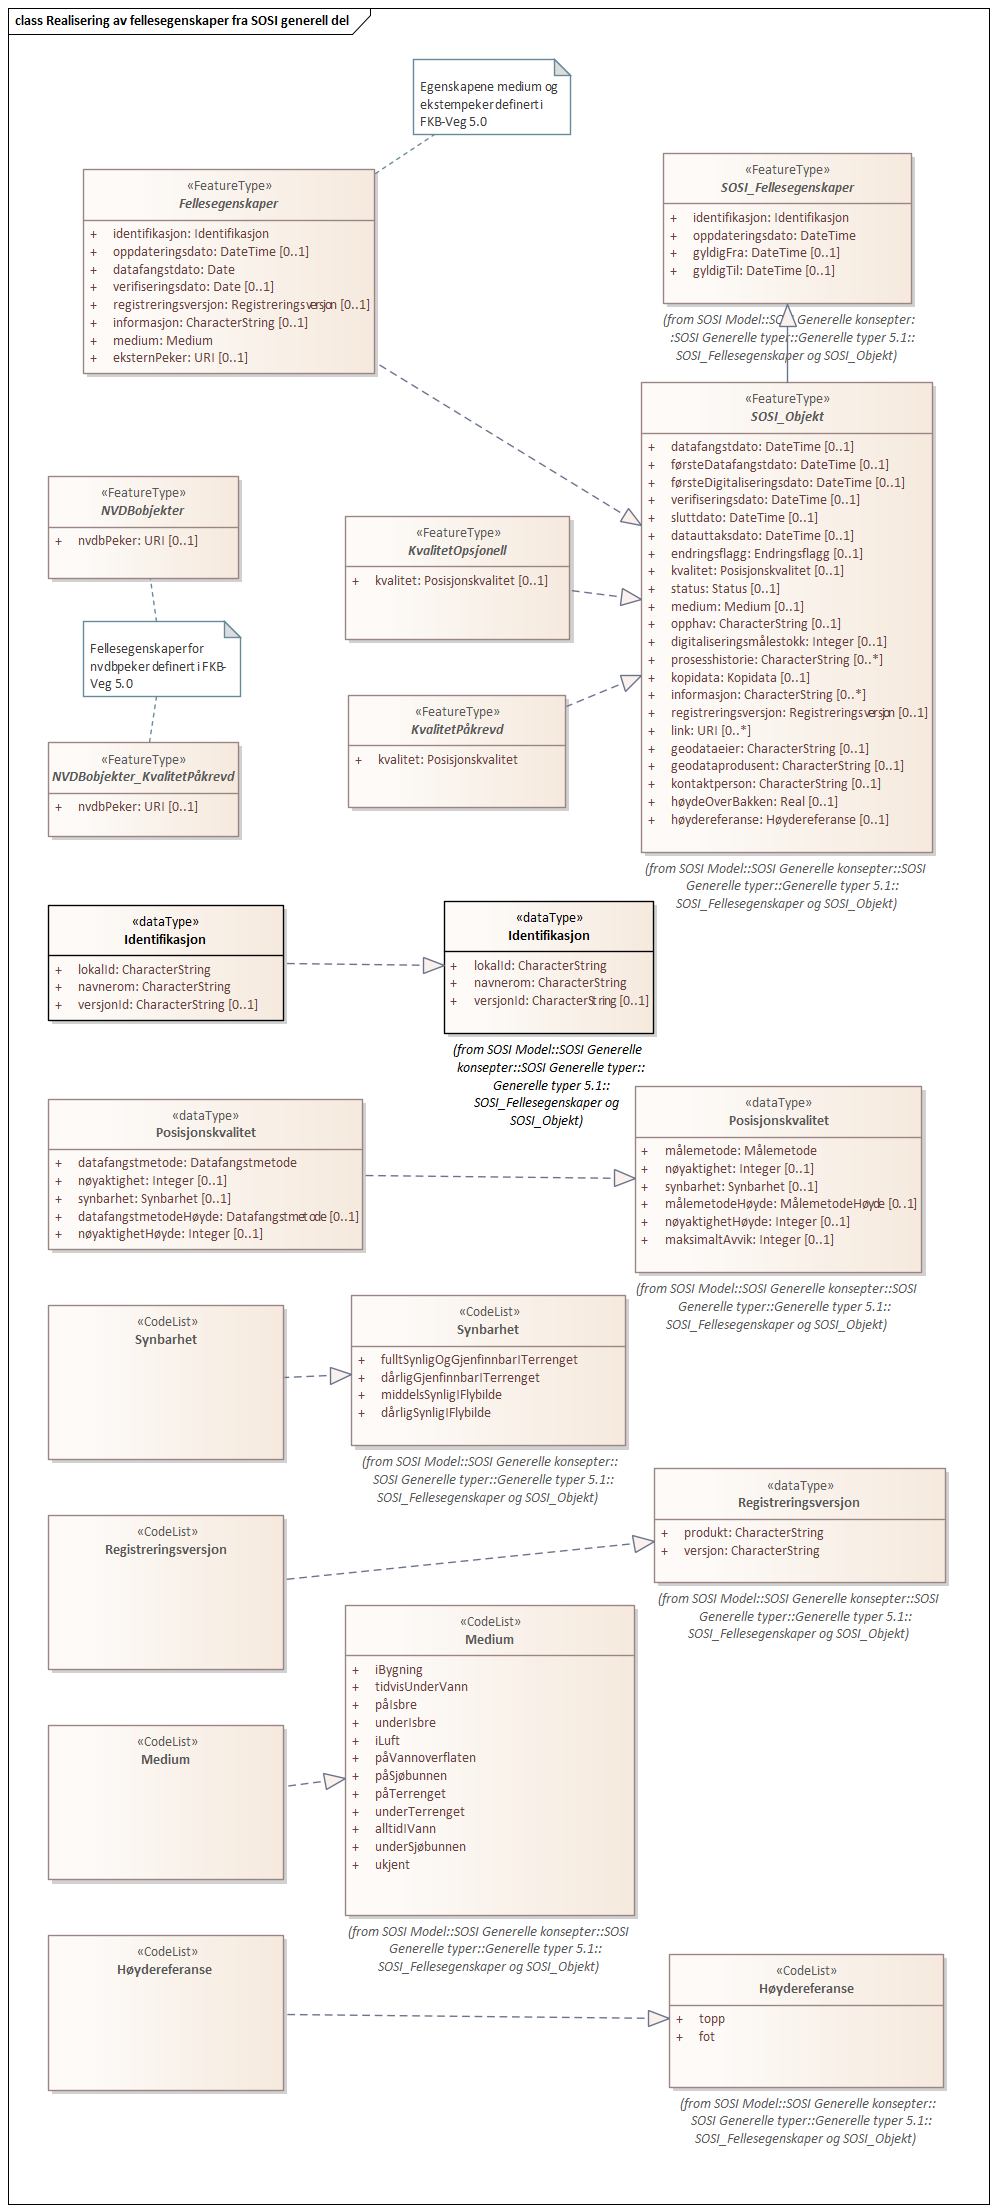 class Realisering av fellesegenskaper fra SOSI generell del
Egenskapene medium og
eksternpeker definert i
FKB-Veg 5.0
«FeatureType»
Fellesegenskaper
+ identifikasjon: Identifikasjon
+ oppdateringsdato: DateTime [0..1]
+ datafangstdato: Date
+ verifiseringsdato: Date [0..1]
+ registreringsversjon: Registreringsversjon [0..1]
+ informasjon: CharacterString [0..1]
+ medium: Medium
+ eksternPeker: URI [0..1]
«FeatureType»
SOSI_Fellesegenskaper
+ identifikasjon: Identifikasjon
+ oppdateringsdato: DateTime
+ gyldigFra: DateTime [0..1]
+ gyldigTil: DateTime [0..1]
(from SOSI Model::SOSI Generelle konsepter:
:SOSI Generelle typer::Generelle typer 5.1::
SOSI_Fellesegenskaper og SOSI_Objekt)
«FeatureType»
SOSI_Objekt
+ datafangstdato: DateTime [0..1]
+ førsteDatafangstdato: DateTime [0..1]
+ førsteDigitaliseringsdato: DateTime [0..1]
+ verifiseringsdato: DateTime [0..1]
+ sluttdato: DateTime [0..1]
+ datauttaksdato: DateTime [0..1]
+ endringsflagg: Endringsflagg [0..1]
+ kvalitet: Posisjonskvalitet [0..1]
+ status: Status [0..1]
+ medium: Medium [0..1]
+ opphav: CharacterString [0..1]
+ digitaliseringsmålestokk: Integer [0..1]
+ prosesshistorie: CharacterString [0..*]
+ kopidata: Kopidata [0..1]
+ informasjon: CharacterString [0..*]
+ registreringsversjon: Registreringsversjon [0..1]
+ link: URI [0..*]
+ geodataeier: CharacterString [0..1]
+ geodataprodusent: CharacterString [0..1]
+ kontaktperson: CharacterString [0..1]
+ høydeOverBakken: Real [0..1]
+ høydereferanse: Høydereferanse [0..1]
(from SOSI Model::SOSI Generelle konsepter::SOSI
Generelle typer::Generelle typer 5.1::
SOSI_Fellesegenskaper og SOSI_Objekt)
«FeatureType»
NVDBobjekter
+ nvdbPeker: URI [0..1]
«FeatureType»
KvalitetOpsjonell
+ kvalitet: Posisjonskvalitet [0..1]
Fellesegenskaper for
nvdbpeker definert i FKB-
Veg 5.0
«FeatureType»
KvalitetPåkrevd
+ kvalitet: Posisjonskvalitet
«FeatureType»
NVDBobjekter_KvalitetPåkrevd
+ nvdbPeker: URI [0..1]
«dataType»
Identifikasjon
+ lokalId: CharacterString
+ navnerom: CharacterString
+ versjonId: CharacterString [0..1]
«dataType»
Identifikasjon
+ lokalId: CharacterString
+ navnerom: CharacterString
+ versjonId: CharacterString [0..1]
(from SOSI Model::SOSI Generelle
konsepter::SOSI Generelle typer::
Generelle typer 5.1::
SOSI_Fellesegenskaper og
SOSI_Objekt)
«dataType»
Posisjonskvalitet
+ datafangstmetode: Datafangstmetode
+ nøyaktighet: Integer [0..1]
+ synbarhet: Synbarhet [0..1]
+ datafangstmetodeHøyde: Datafangstmetode [0..1]
+ nøyaktighetHøyde: Integer [0..1]
«dataType»
Posisjonskvalitet
+ målemetode: Målemetode
+ nøyaktighet: Integer [0..1]
+ synbarhet: Synbarhet [0..1]
+ målemetodeHøyde: MålemetodeHøyde [0..1]
+ nøyaktighetHøyde: Integer [0..1]
+ maksimaltAvvik: Integer [0..1]
(from SOSI Model::SOSI Generelle konsepter::SOSI
Generelle typer::Generelle typer 5.1::
SOSI_Fellesegenskaper og SOSI_Objekt)
«CodeList»
Synbarhet
«CodeList»
Synbarhet
+ fulltSynligOgGjenfinnbarITerrenget
+ dårligGjenfinnbarITerrenget
+ middelsSynligIFlybilde
+ dårligSynligIFlybilde
(from SOSI Model::SOSI Generelle konsepter::
SOSI Generelle typer::Generelle typer 5.1::
SOSI_Fellesegenskaper og SOSI_Objekt)
«CodeList»
Registreringsversjon
«dataType»
Registreringsversjon
+ produkt: CharacterString
+ versjon: CharacterString
(from SOSI Model::SOSI Generelle konsepter::SOSI
Generelle typer::Generelle typer 5.1::
SOSI_Fellesegenskaper og SOSI_Objekt)
«CodeList»
Medium
«CodeList»
Medium
+ iBygning
+ tidvisUnderVann
+ påIsbre
+ underIsbre
+ iLuft
+ påVannoverflaten
+ påSjøbunnen
+ påTerrenget
+ underTerrenget
+ alltidIVann
+ underSjøbunnen
+ ukjent
(from SOSI Model::SOSI Generelle konsepter::SOSI
Generelle typer::Generelle typer 5.1::
SOSI_Fellesegenskaper og SOSI_Objekt)
«CodeList»
Høydereferanse
«CodeList»
Høydereferanse
+ topp
+ fot
(from SOSI Model::SOSI Generelle konsepter::
SOSI Generelle typer::Generelle typer 5.1::
SOSI_Fellesegenskaper og SOSI_Objekt)